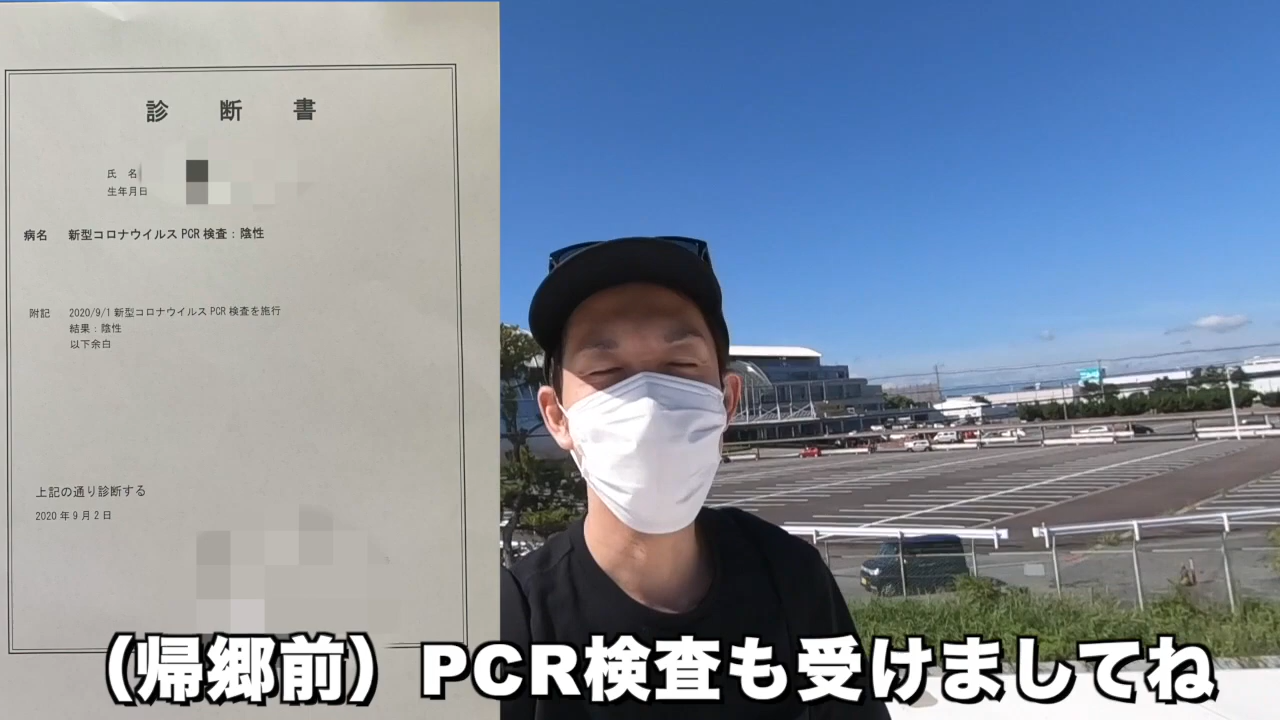 診断書
氏名
生年月日
病名 新型コロナウイルス PCR 検査：陰性
附記 2020/9/1 新型コロナウイルス PCR 検査を施行
結果：陰性
以下余白
上記の通り診断する
2020 年 9 月 2 日
（帰郷前）PCR検査も受けましてね